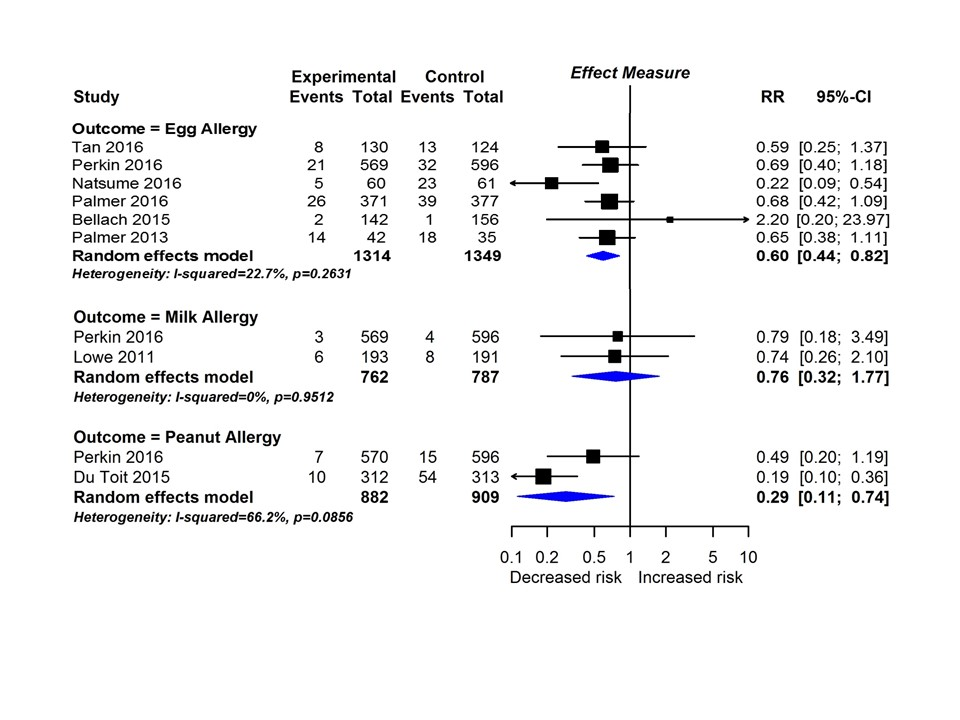 Experimental Control Effect Measure
Study Events Total Events Total RR 95%-CI
Outcome = Egg Allergy
Tan 2016 8 130 13 124 0.59 [0.25; 1.37]
Perkin 2016 21 569 32 596 0.69 [0.40; 1.18]
Natsume 2016 5 60 23 61 0.22 [0.09; 0.54]
Palmer 2016 26 371 39 377 0.68 [0.42; 1.09]
Bellach 2015 2 142 1 156 2.20 [0.20; 23.97]
Palmer 2013 14 42 18 35 0.65 [0.38; 1.11]
Random effects model 1314 1349 0.60 [0.44; 0.82]
Heterogeneity: I-squared=22.7%, p=0.2631
Outcome = Milk Allergy
Perkin 2016 3 569 4 596 0.79 [0.18; 3.49]
Lowe 2011 6 193 8 191 0.74 [0.26; 2.10]
Random effects model 762 787 0.76 [0.32; 1.77]
Heterogeneity: I-squared=0%, p=0.9512
Outcome = Peanut Allergy
Perkin 2016 7 570 15 596 0.49 [0.20; 1.19]
Du Toit 2015 10 312 54 313 0.19 [0.10; 0.36]
Random effects model 882 909 0.29 [0.11; 0.74]
Heterogeneity: I-squared=66.2%, p=0.0856
0.1 0.2 0.5 1 2 5 10
Decreased risk Increased risk